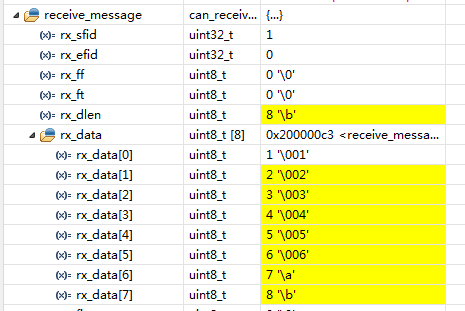 receive_message can_receiv... {...}
(x)= rx_sfid uint32_t 1
(x)= rx_efid uint32_t 0
(x)= rx_ff uint8_t 0 '\0'
(x)= rx_ft uint8_t 0 '\0'
(x)= rx_dlen uint8_t 8 '\b'
rx_data uint8_t [8] 0x200000c3 <receive_messa...
(x)= rx_data[0] uint8_t 1 '\001'
(x)= rx_data[1] uint8_t 2 '\002'
(x)= rx_data[2] uint8_t 3 '\003'
(x)= rx_data[3] uint8_t 4 '\004'
(x)= rx_data[4] uint8_t 5 '\005'
(x)= rx_data[5] uint8_t 6 '\006'
(x)= rx_data[6] uint8_t 7 '\a'
(x)= rx_data[7] uint8_t 8 '\b'